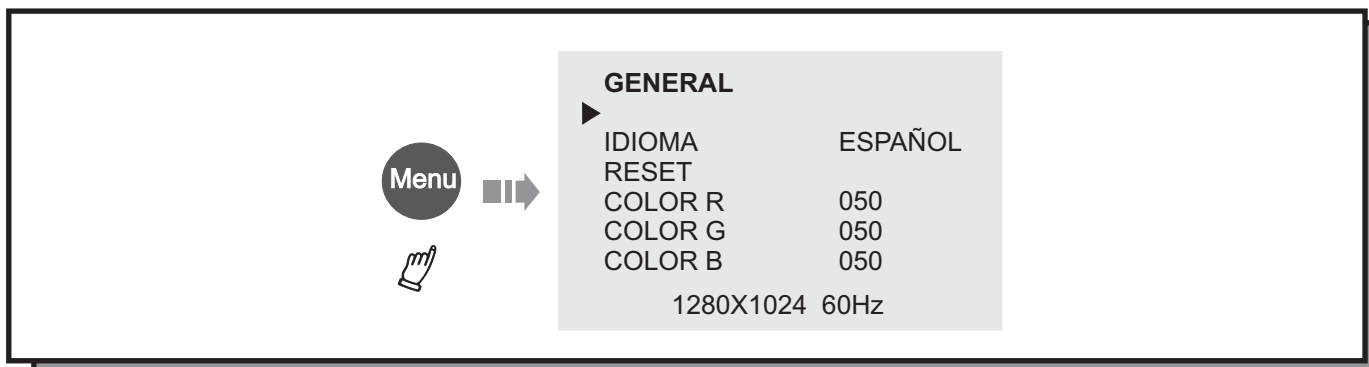 Menu
GENERAL
IDIOMA ESPAÑOL
RESET
COLOR R 050
COLOR G 050
COLOR B 050
1280X1024 60Hz